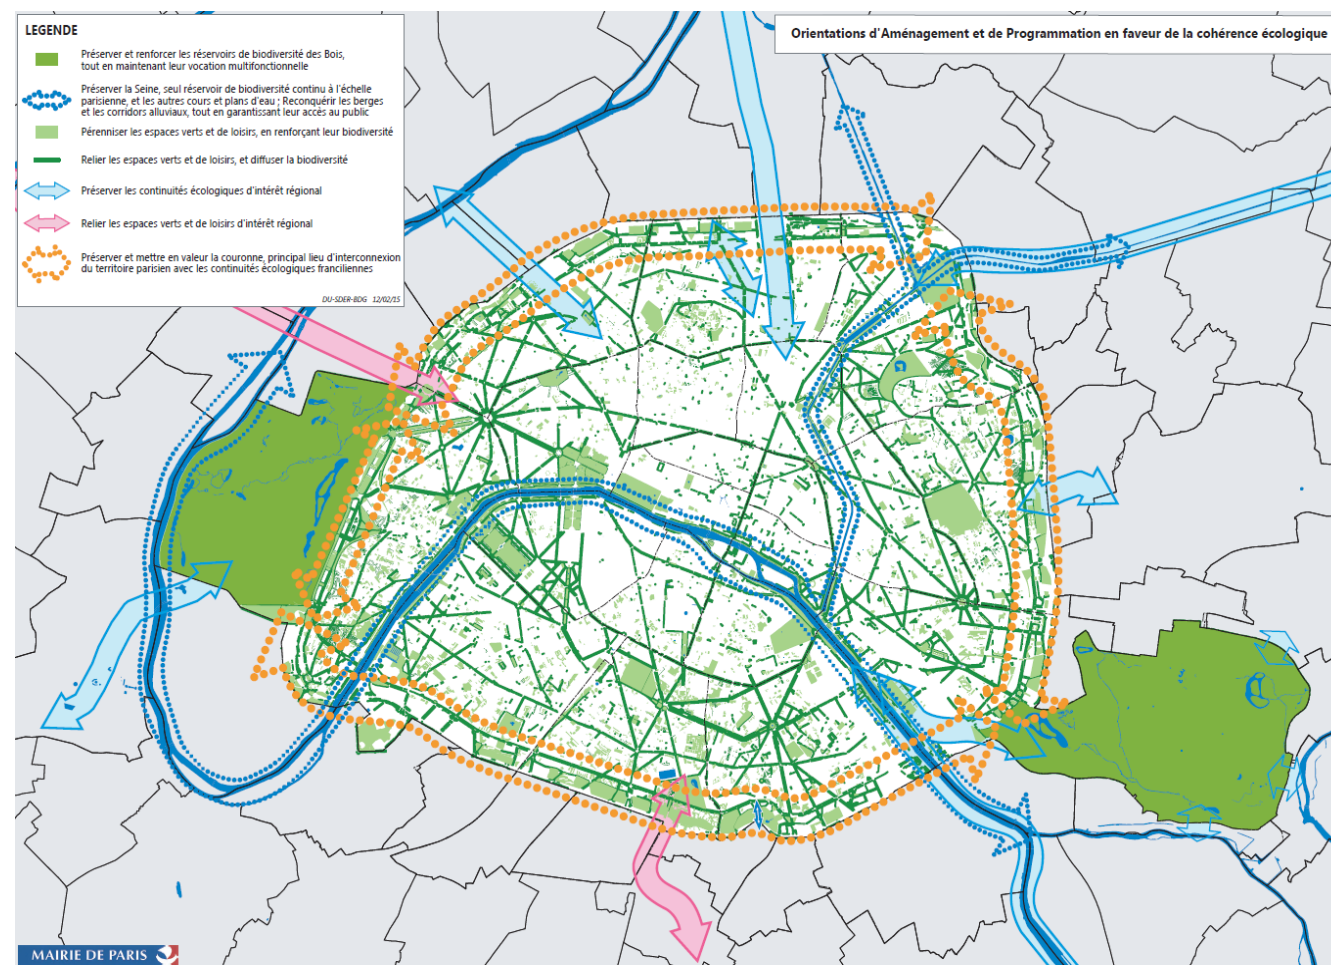 LEGENDE
Orientations d'Aménagement et de Programmation en faveur de la cohérence écologique
Préserver et renforcer les réservoirs de biodiversité des Bois,
tout en maintenant leur vocation multifonctionnelle
Préserver la Seine, seul réservoir de biodiversité continu à l'échelle
parisienne, et les autres cours et plans d'eau ; Reconquérir les berges
et les corridors alluviaux, tout en garantissant leur accès au public
Pérenniser les espaces verts et de loisirs, en renforçant leur biodiversité
Relier les espaces verts et de loisirs, et diffuser la biodiversité
Préserver les continuités écologiques d'intérêt régional
Relier les espaces verts et de loisirs d'intérêt régional
Préserver et mettre en valeur la couronne, principal lieu d'interconnexion
du territoire parisien avec les continuités écologiques franciliennes
DU-SDER-BDG 12/02/15
MAIRIE DE PARIS